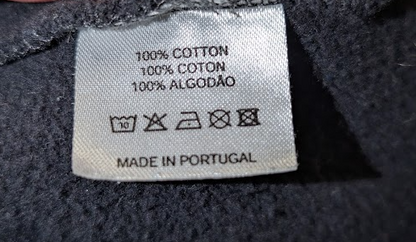 100% COTTON
100% COTON
100% ALGODÃO
MADE IN PORTUGAL